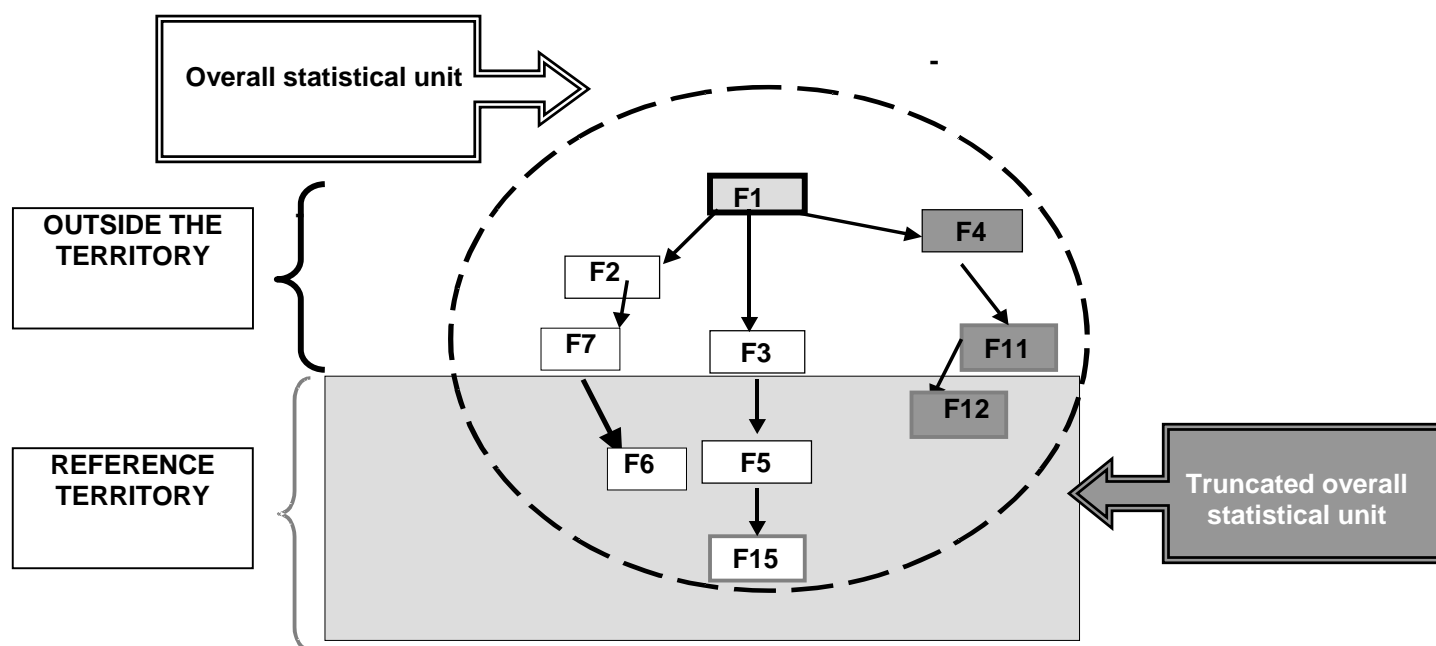 Overall statistical unit
-
F1
OUTSIDE THE
TERRITORY
F4
F2
F7
F3
F11
F12
REFERENCE
TERRITORY
F6
F5
Truncated overall
statistical unit
F15